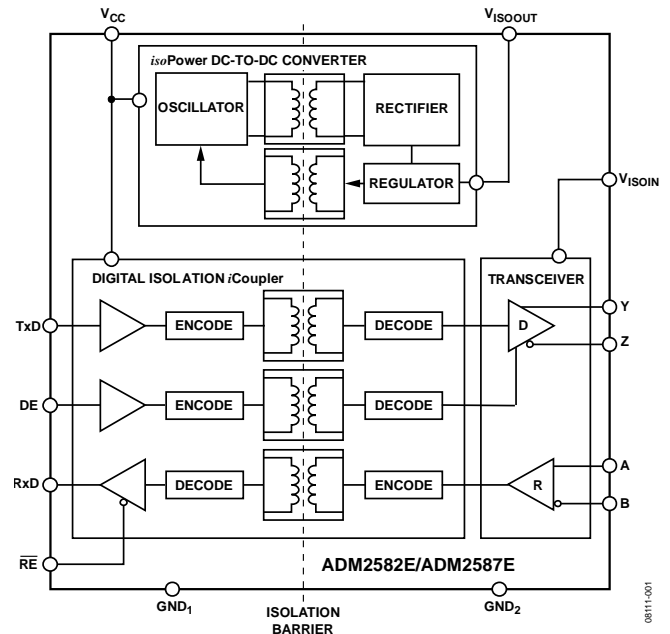 VCC
VISOOUT
isoPower DC-TO-DC CONVERTER
OSCILLATOR
RECTIFIER
REGULATOR
VISOIN
DIGITAL ISOLATION iCoupler
TRANSCEIVER
TxD
ENCODE
DECODE
D
Y
Z
DE
ENCODE
DECODE
RxD
DECODE
ENCODE
R
A
B
RE
ADM2582E/ADM2587E
GND1
ISOLATION
BARRIER
GND2
08111-001